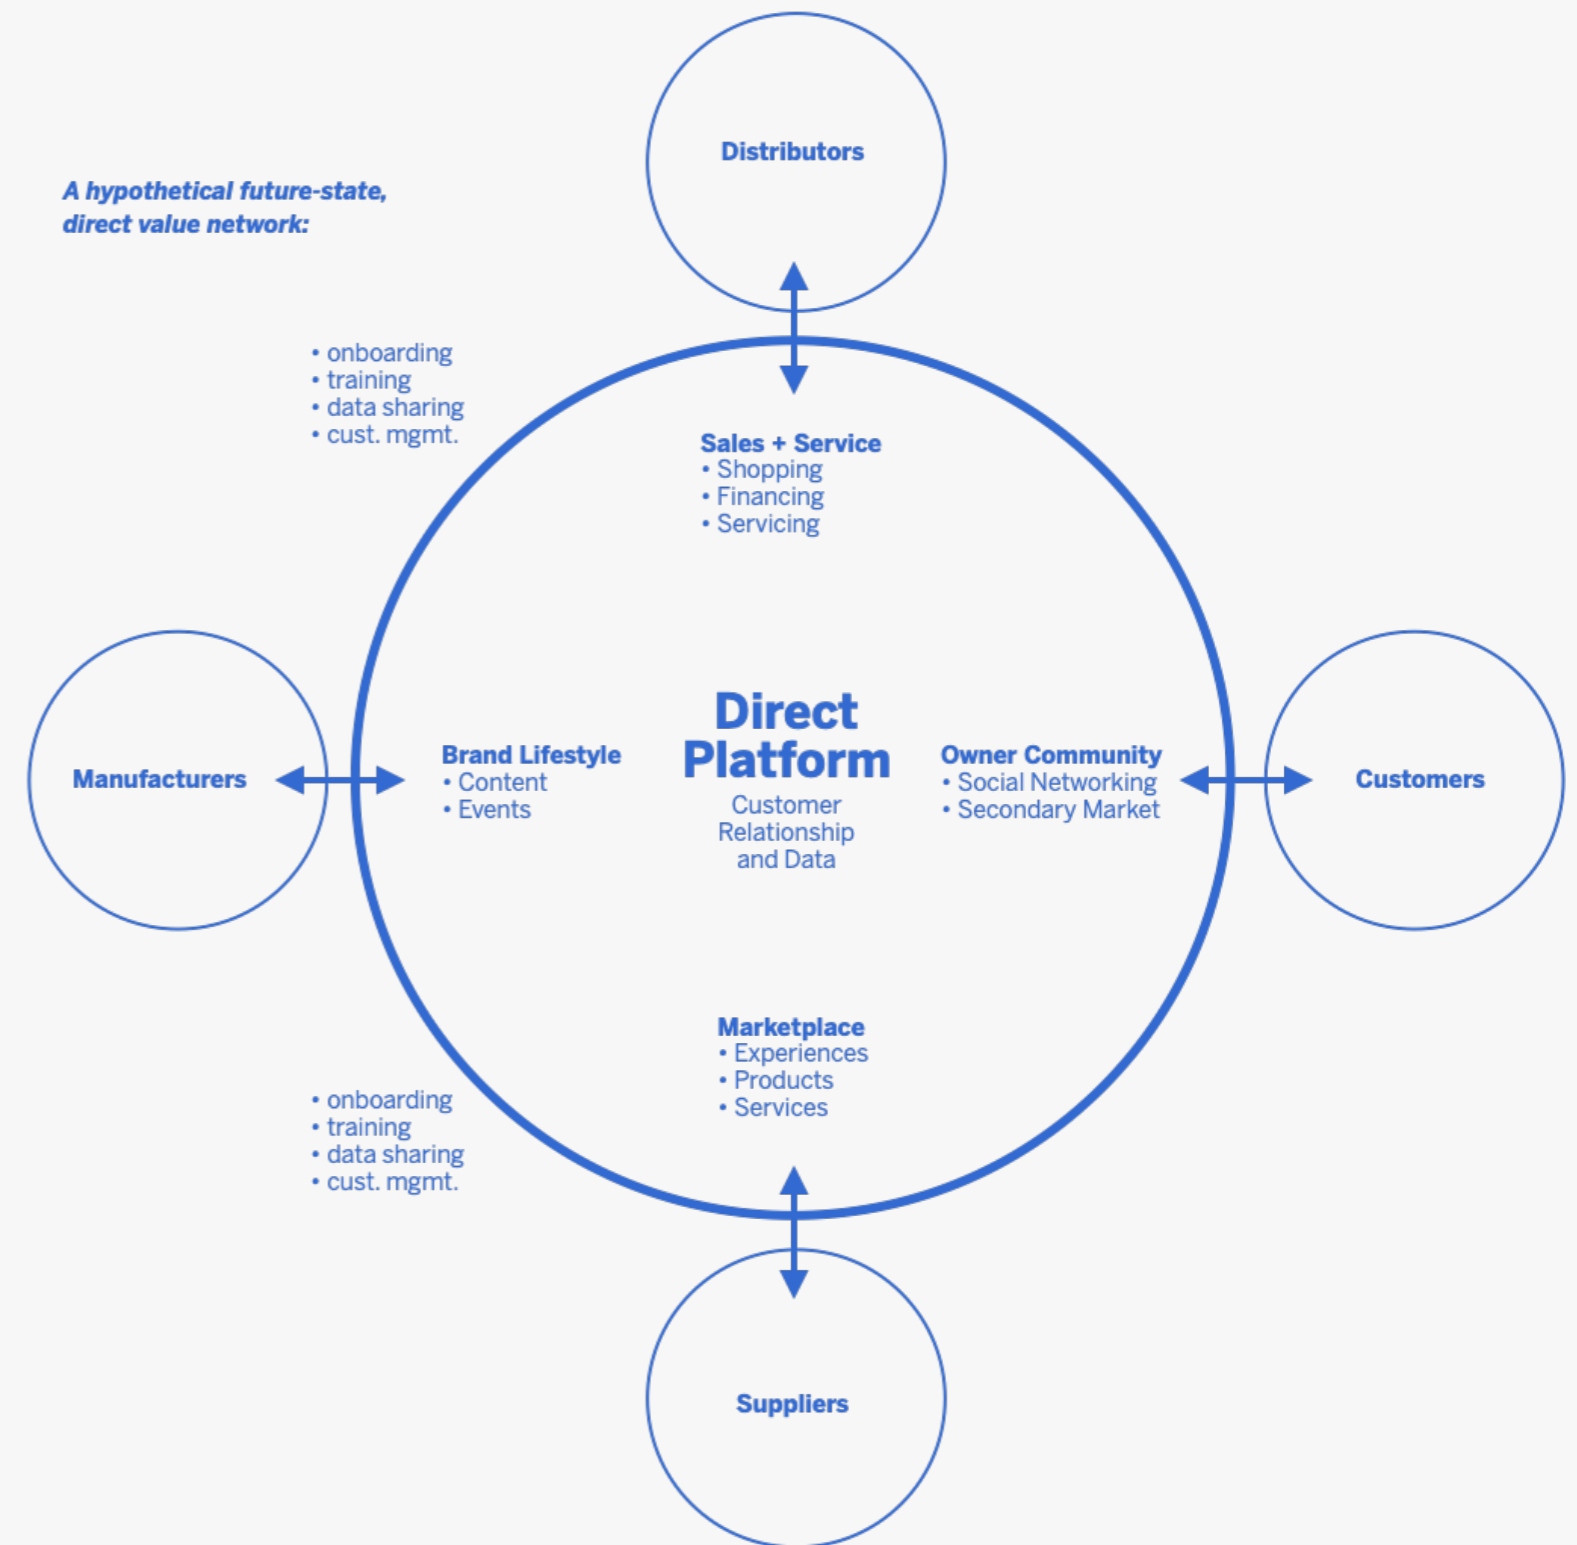 Distributors
A hypothetical future-state,
direct value network:
• onboarding
• training
• data sharing
• cust. mgmt.
Sales + Service
• Shopping
• Financing
• Servicing
Manufacturers
Brand Lifestyle
• Content
• Events
Direct
Platform
Customer
Relationship
and Data
Owner Community
• Social Networking
• Secondary Market
Customers
Marketplace
• Experiences
• Products
• Services
• onboarding
• training
• data sharing
• cust. mgmt.
Suppliers